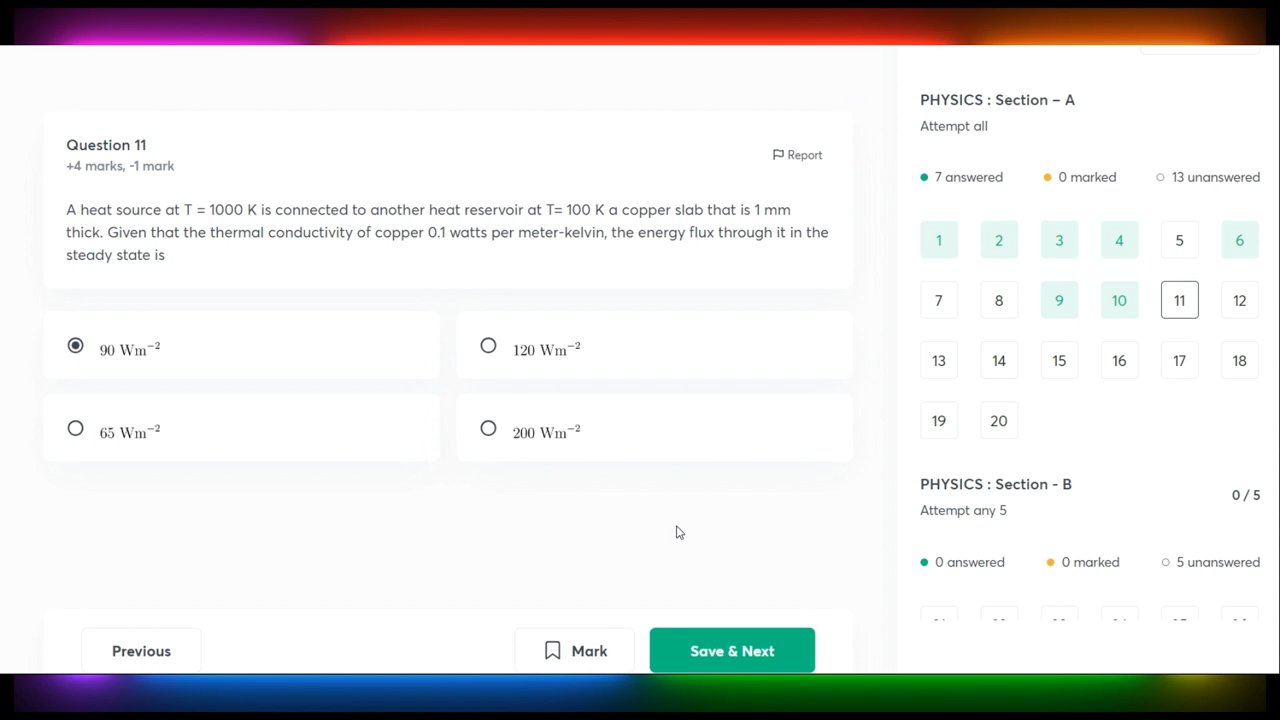 Question 11
+4 marks, -1 mark
Report
A heat source at T = 1000 K is connected to another heat reservoir at T= 100 K a copper slab that is 1 mm
thick. Given that the thermal conductivity of copper 0.1 watts per meter-kelvin, the energy flux through it in the
steady state is
90 Wm⁻²
120 Wm⁻²
65 Wm⁻²
200 Wm⁻²
Previous
Mark
Save & Next
PHYSICS : Section – A
Attempt all
7 answered
0 marked
13 unanswered
1 2 3 4 5 6
7 8 9 10 11 12
13 14 15 16 17 18
19 20
PHYSICS : Section - B
0 / 5
Attempt any 5
0 answered
0 marked
5 unanswered